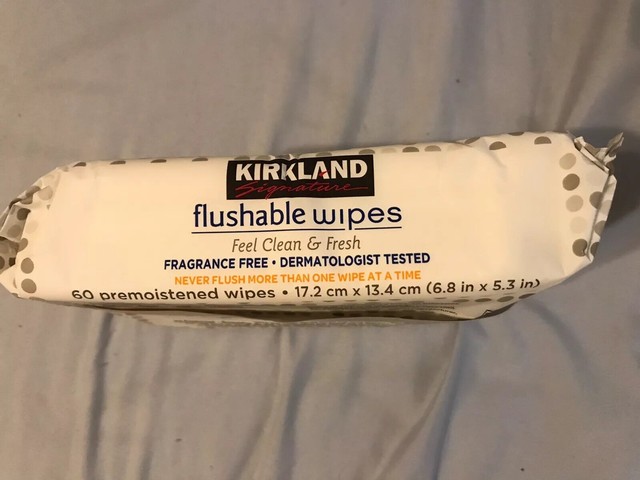 KIRKLAND
Signature
flushable wipes
Feel Clean & Fresh
FRAGRANCE FREE • DERMATOLOGIST TESTED
NEVER FLUSH MORE THAN ONE WIPE AT A TIME
60 premoistened wipes • 17.2 cm x 13.4 cm (6.8 in x 5.3 in)